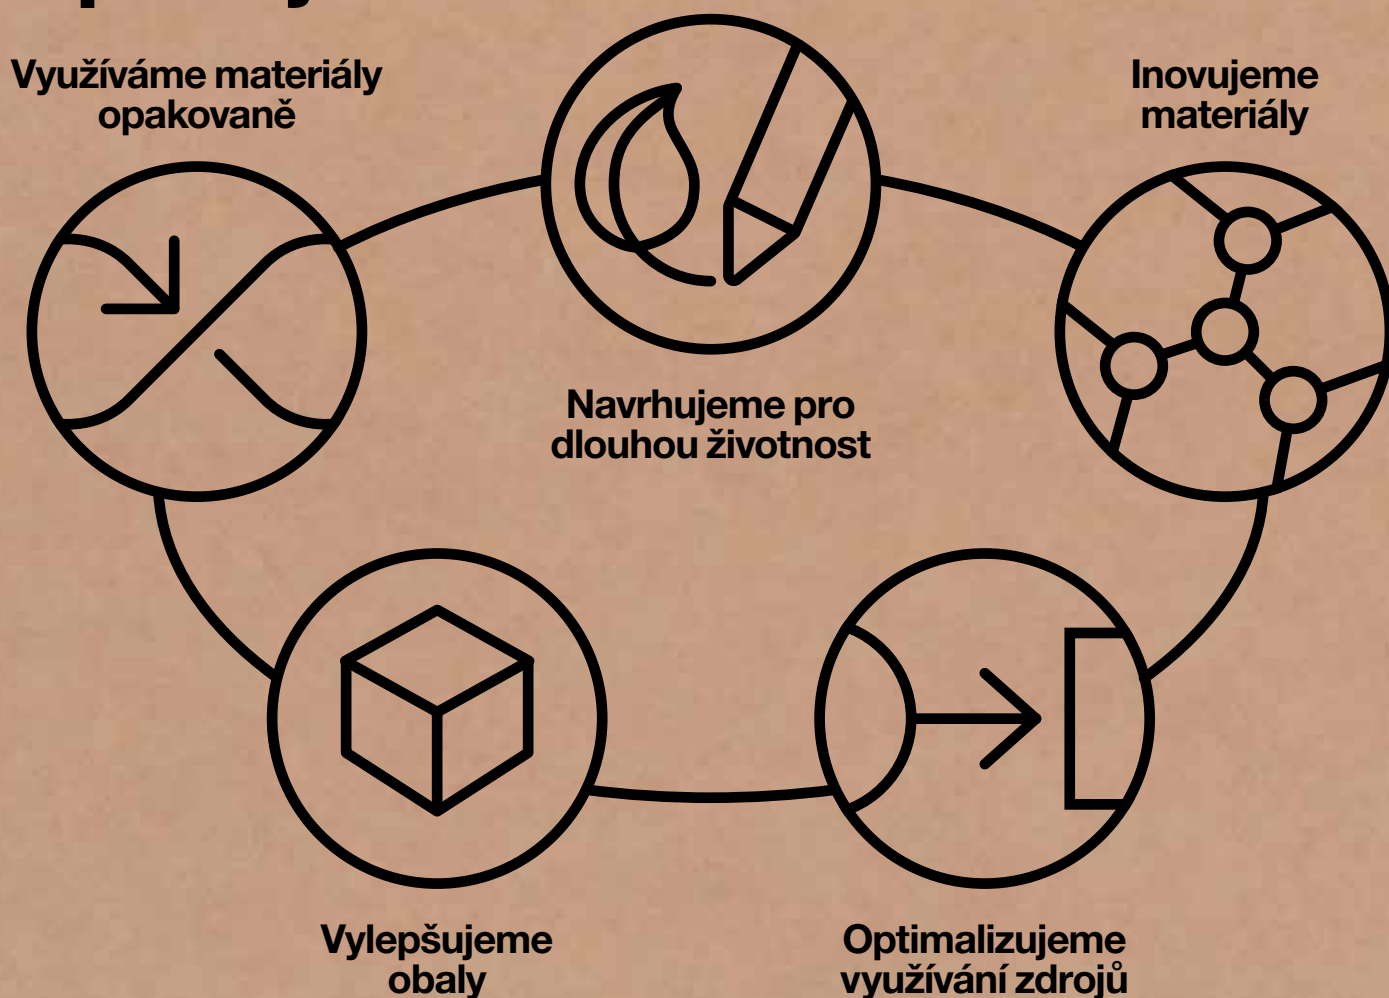 Využíváme materiály
opakovaně
Inovujeme
materiály
Navrhujeme pro
dlouhou životnost
Vylepšujeme
obaly
Optimalizujeme
využívání zdrojů